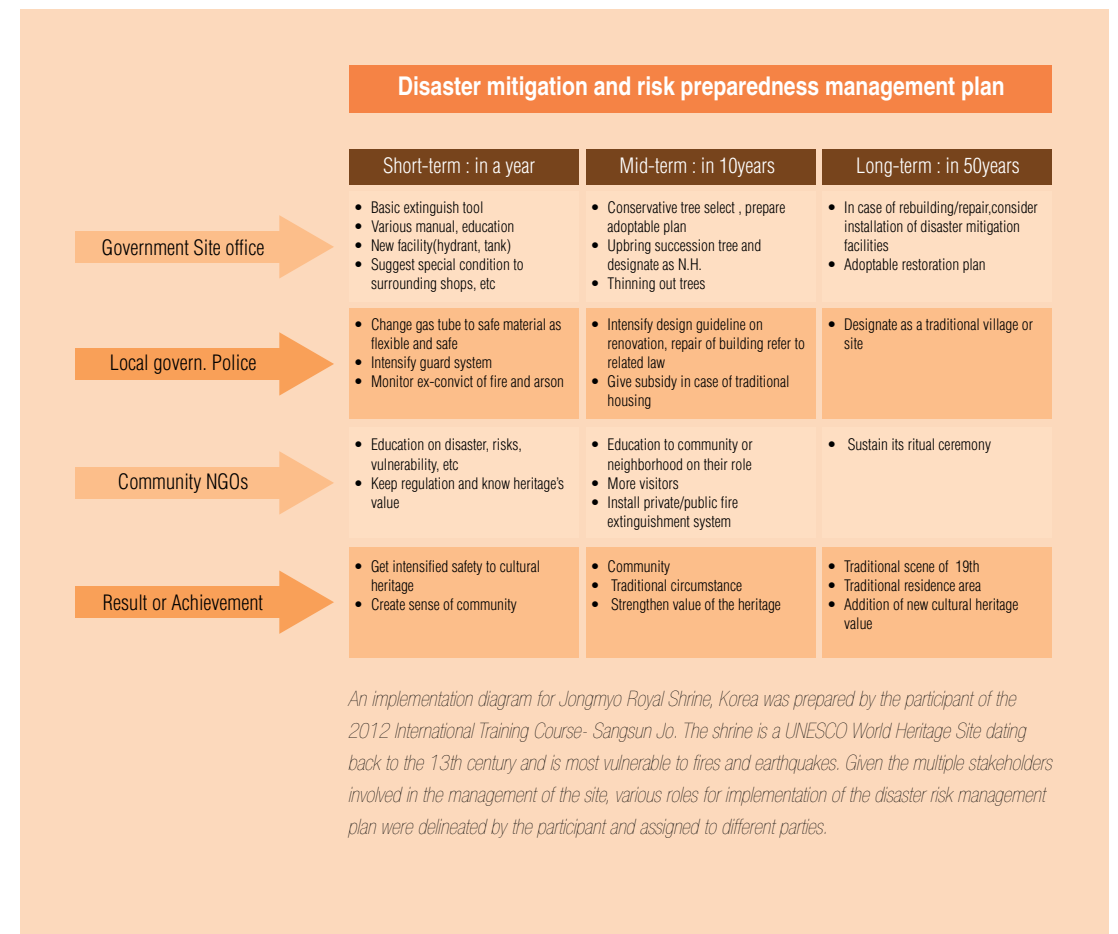 Disaster mitigation and risk preparedness management plan
Short-term : in a year
Mid-term : in 10years
Long-term : in 50years
Government Site office
• Basic extinguish tool
• Various manual, education
• New facility(hydrant, tank)
• Suggest special condition to
surrounding shops, etc
• Conservative tree select , prepare
adoptable plan
• Upbring succession tree and
designate as N.H.
• Thinning out trees
• In case of rebuilding/repair,consider
installation of disaster mitigation
facilities
• Adoptable restoration plan
Local govern. Police
• Change gas tube to safe material as
flexible and safe
• Intensify guard system
• Monitor ex-convict of fire and arson
• Intensify design guideline on
renovation, repair of building refer to
related law
• Give subsidy in case of traditional
housing
• Designate as a traditional village or
site
Community NGOs
• Education on disaster, risks,
vulnerability, etc
• Keep regulation and know heritage's
value
• Education to community or
neighborhood on their role
• More visitors
• Install private/public fire
extinguishment system
• Sustain its ritual ceremony
Result or Achievement
• Get intensified safety to cultural
heritage
• Create sense of community
• Community
• Traditional circumstance
• Strengthen value of the heritage
• Traditional scene of 19th
• Traditional residence area
• Addition of new cultural heritage
value
An implementation diagram for Jongmyo Royal Shrine, Korea was prepared by the participant of the
2012 International Training Course- Sangsun Jo. The shrine is a UNESCO World Heritage Site dating
back to the 13th century and is most vulnerable to fires and earthquakes. Given the multiple stakeholders
involved in the management of the site, various roles for implementation of the disaster risk management
plan were delineated by the participant and assigned to different parties.